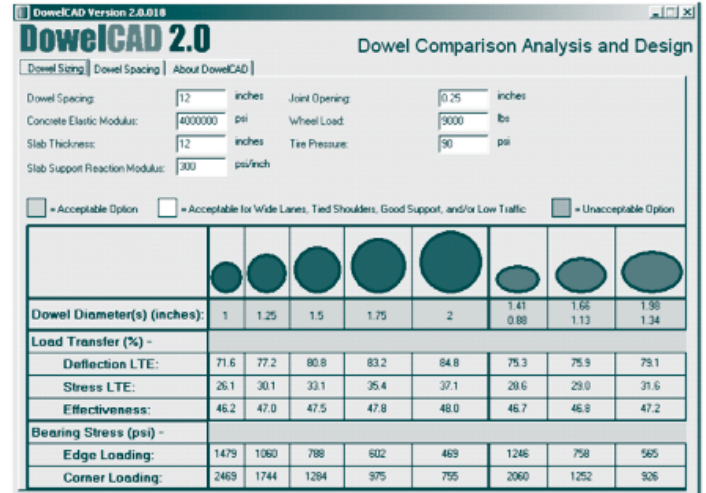 DowelCAD Version 2.0.018
DowelCAD 2.0
Dowel Comparison Analysis and Design
Dowel Sizing Dowel Spacing About DowelCAD
Dowel Spacing: 12 inches Joint Opening: 0.25 inches
Concrete Elastic Modulus: 4000000 psi Wheel Load: 9000 lbs
Slab Thickness: 12 inches Tire Pressure: 90 psi
Slab Support Reaction Modulus: 300 psi/inch
= Acceptable Option = Acceptable for Wide Lanes, Tied Shoulders, Good Support, and/or Low Traffic = Unacceptable Option
Dowel Diameter(s) (inches): 1 1.25 1.5 1.75 2 1.41 0.88 1.66 1.13 1.98 1.34
Load Transfer (%) -
Deflection LTE: 71.6 77.2 80.8 83.2 84.8 75.3 75.9 79.1
Stress LTE: 26.1 30.1 33.1 35.4 37.1 28.6 29.0 31.6
Effectiveness: 46.2 47.0 47.5 47.8 48.0 46.7 46.8 47.2
Bearing Stress (psi) -
Edge Loading: 1479 1060 788 602 469 1246 758 565
Corner Loading: 2469 1744 1284 975 755 2060 1252 926